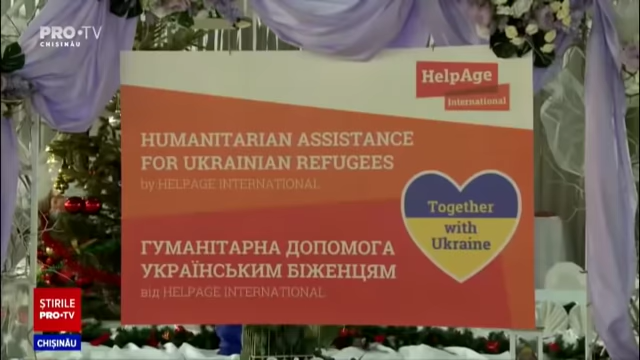 PRO•TV
CHIȘINĂU
HelpAge
International
HUMANITARIAN ASSISTANCE
FOR UKRAINIAN REFUGEES
by HELPAGE INTERNATIONAL
Together
with
Ukraine
ГУМАНІТАРНА ДОПОМОГА
УКРАЇНСЬКИМ БІЖЕНЦЯМ
від HELPAGE INTERNATIONAL
ȘTIRILE
PRO•TV
CHIȘINĂU